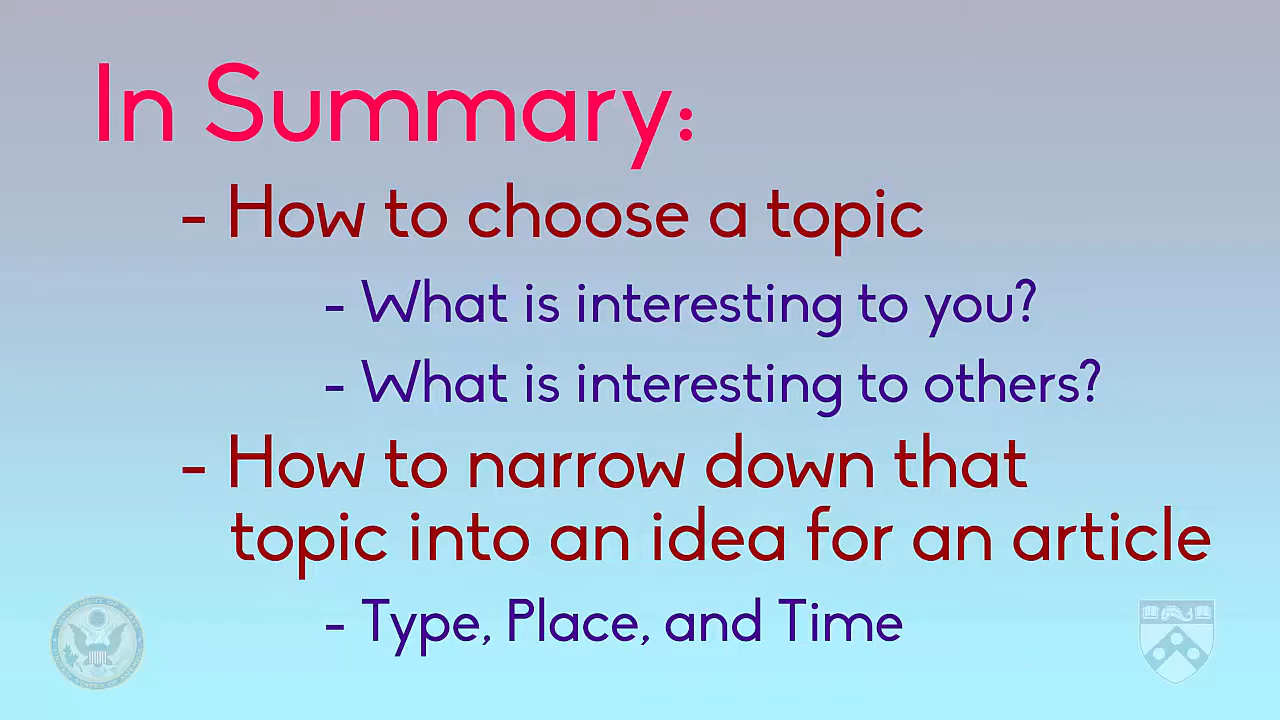 In Summary:
- How to choose a topic
- What is interesting to you?
- What is interesting to others?
- How to narrow down that
topic into an idea for an article
- Type, Place, and Time